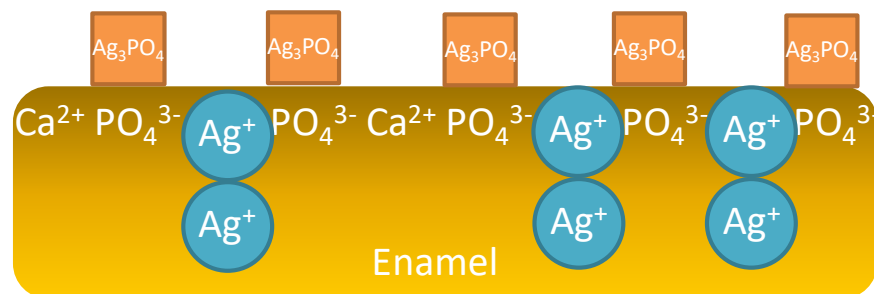 Ag₃PO₄ Ag₃PO₄ Ag₃PO₄ Ag₃PO₄ Ag₃PO₄
Ca²⁺ PO₄³⁻ Ag⁺ PO₄³⁻ Ca²⁺ PO₄³⁻ Ag⁺ PO₄³⁻ Ag⁺ PO₄³⁻
Ag⁺ Ag⁺ Ag⁺
Enamel